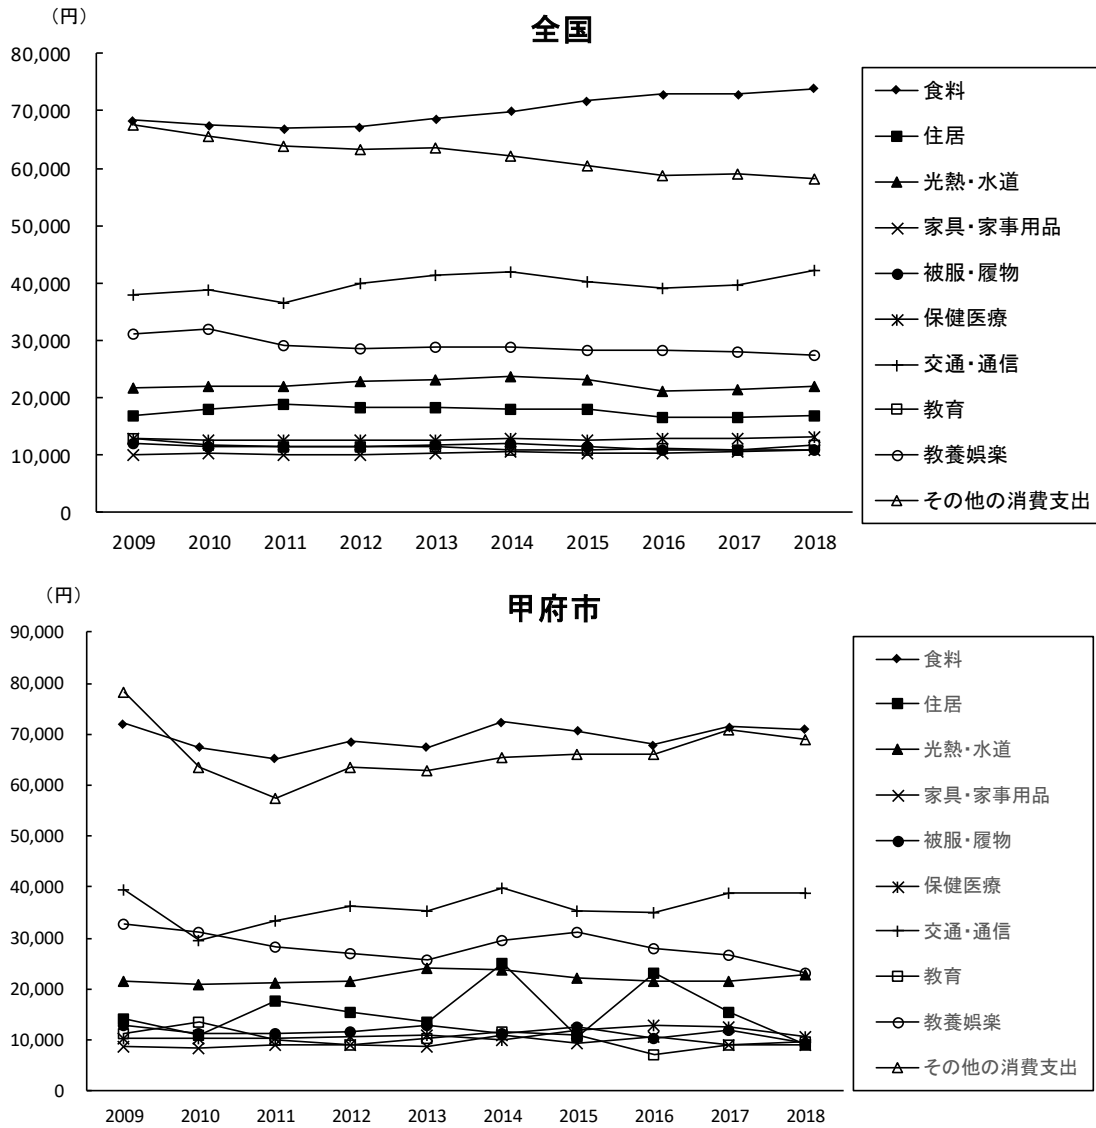 （円）
全国
80,000
70,000
60,000
50,000
40,000
30,000
20,000
10,000
0
2009 2010 2011 2012 2013 2014 2015 2016 2017 2018
食料
住居
光熱・水道
家具・家事用品
被服・履物
保健医療
交通・通信
教育
教養娯楽
その他の消費支出
（円）
甲府市
90,000
80,000
70,000
60,000
50,000
40,000
30,000
20,000
10,000
0
2009 2010 2011 2012 2013 2014 2015 2016 2017 2018
食料
住居
光熱・水道
家具・家事用品
被服・履物
保健医療
交通・通信
教育
教養娯楽
その他の消費支出